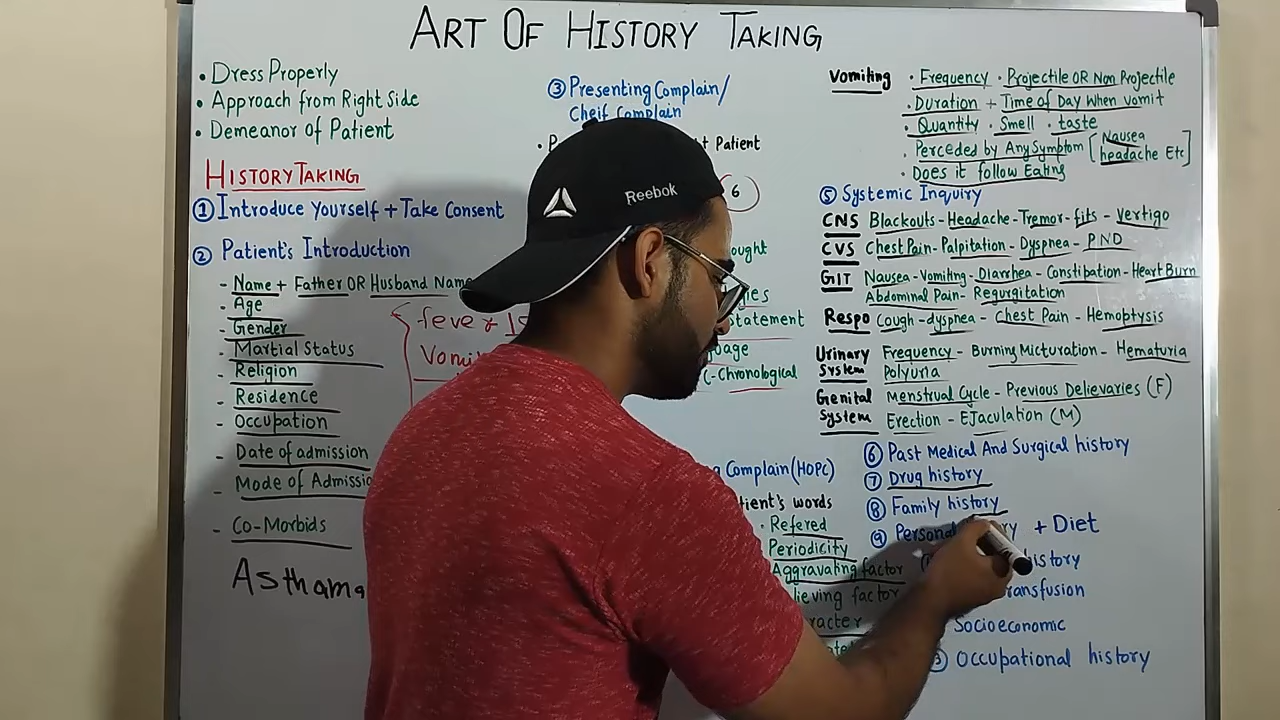 ART OF HISTORY TAKING
• Dress Properly
• Approach from Right Side
• Demeanor of Patient
HISTORY TAKING
① Introduce Yourself + Take Consent
② Patient's Introduction
- Name + Father OR Husband Name
- Age
- Gender
- Martial Status
- Religion
- Residence
- Occupation
- Date of admission
- Mode of Admissio
- Co-Morbids
Asthama
fever
Vomi
③ Presenting Complain/
Cheif Complain
Patient
6
ought
Statement
- Chronological
Complain (HOPC)
tient's words
• Refered
• Periodicity
Aggravating factor
lieving factor
Reebok
Vomiting • Frequency • Projectile OR Non Projectile
• Duration + Time of Day When vomit
• Quantity • Smell • taste
• Perceded by Any Symptom [Nausea headache Etc]
• Does it follow Eating
⑤ Systemic Inquiry
CNS Blackouts - Headache - Tremor - fits - Vertigo
CVS Chest Pain - Palpitation - Dyspnea - PND
GIT Nausea - Vomiting - Diarrhea - Constipation - Heart Burn
Abdominal Pain - Regurgitation
Respo Cough - dyspnea - Chest Pain - Hemoptysis
Urinary System Frequency - Burning Micturation - Hematuria
Polyuria
Genital System Menstrual Cycle - Previous Delievaries (F)
Erection - Ejaculation (M)
⑥ Past Medical And Surgical history
⑦ Drug history
⑧ Family history
⑨ Persona + Diet
history
ransfusion
Socioeconomic
Occupational history